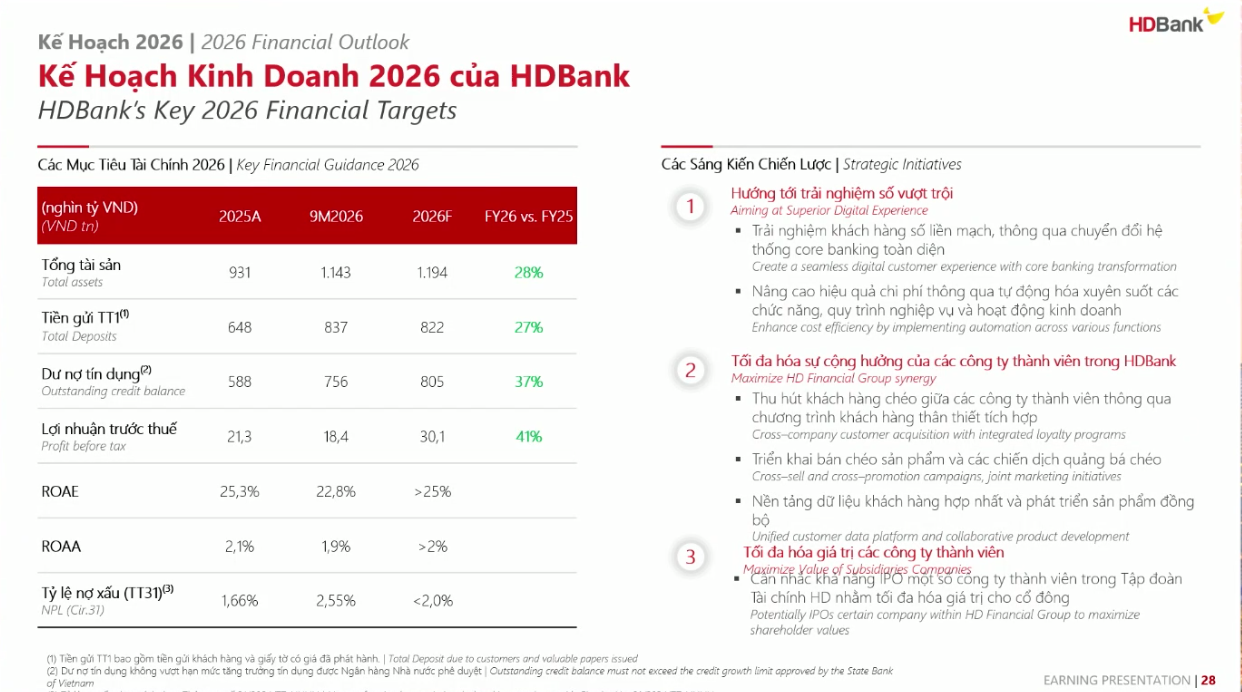 HDBank
Kế Hoạch 2026 | 2026 Financial Outlook
Kế Hoạch Kinh Doanh 2026 của HDBank
HDBank's Key 2026 Financial Targets
Các Mục Tiêu Tài Chính 2026 | Key Financial Guidance 2026
(nghìn tỷ VND) 2025A 9M2026 2026F FY26 vs. FY25
(VND tn)
Tổng tài sản 931 1.143 1.194 28%
Total assets
Tiền gửi TT1(1) 648 837 822 27%
Total Deposits
Dư nợ tín dụng(2) 588 756 805 37%
Outstanding credit balance
Lợi nhuận trước thuế 21,3 18,4 30,1 41%
Profit before tax
ROAE 25,3% 22,8% >25%
ROAA 2,1% 1,9% >2%
Tỷ lệ nợ xấu (TT31)(3) 1,66% 2,55% <2,0%
NPL (Cir.31)
Các Sáng Kiến Chiến Lược | Strategic Initiatives
1 Hướng tới trải nghiệm số vượt trội
Aiming at Superior Digital Experience
▪ Trải nghiệm khách hàng số liền mạch, thông qua chuyển đổi hệ
thống core banking toàn diện
Create a seamless digital customer experience with core banking transformation
▪ Nâng cao hiệu quả chi phí thông qua tự động hóa xuyên suốt các
chức năng, quy trình nghiệp vụ và hoạt động kinh doanh
Enhance cost efficiency by implementing automation across various functions
2 Tối đa hóa sự cộng hưởng của các công ty thành viên trong HDBank
Maximize HD Financial Group synergy
▪ Thu hút khách hàng chéo giữa các công ty thành viên thông qua
chương trình khách hàng thân thiết tích hợp
Cross–company customer acquisition with integrated loyalty programs
▪ Triển khai bán chéo sản phẩm và các chiến dịch quảng bá chéo
Cross–sell and cross–promotion campaigns, joint marketing initiatives
▪ Nền tảng dữ liệu khách hàng hợp nhất và phát triển sản phẩm đồng
bộ
Unified customer data platform and collaborative product development
3 Tối đa hóa giá trị các công ty thành viên
Maximize Value of Subsidiaries Companies
▪ Cân nhắc khả năng IPO một số công ty thành viên trong Tập đoàn
Tài chính HD nhằm tối đa hóa giá trị cho cổ đông
Potentially IPOs certain company within HD Financial Group to maximize
shareholder values
(1) Tiền gửi TT1 bao gồm tiền gửi khách hàng và giấy tờ có giá đã phát hành. | Total Deposit due to customers and valuable papers issued
(2) Dư nợ tín dụng không vượt hạn mức tăng trưởng tín dụng được Ngân hàng Nhà nước phê duyệt | Outstanding credit balance must not exceed the credit growth limit approved by the State Bank
of Vietnam
EARNING PRESENTATION | 28